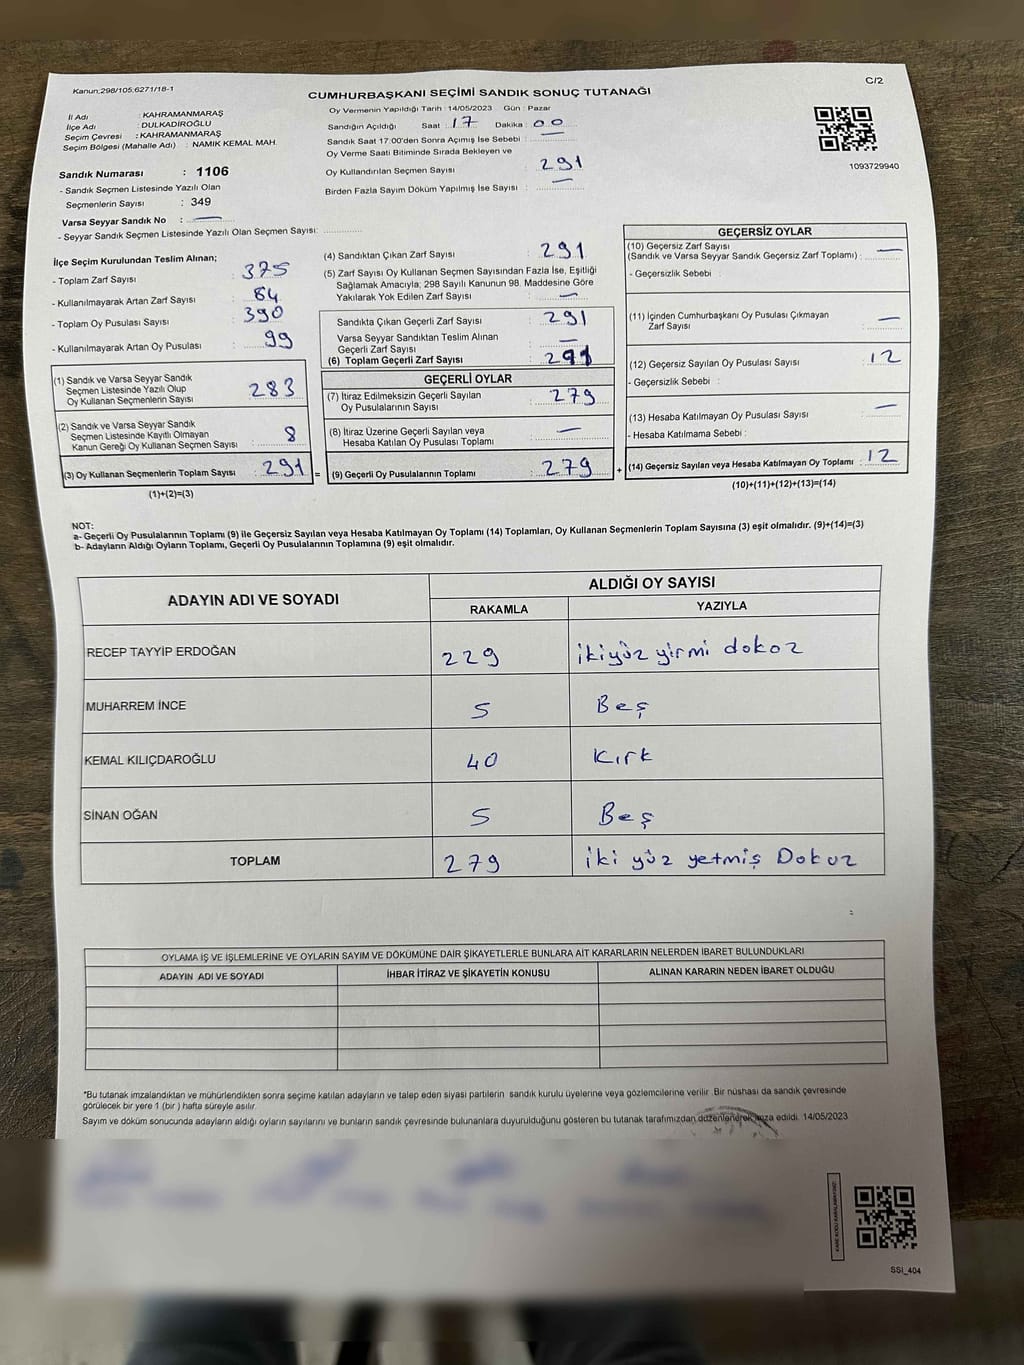 Kanun:298/105;6271/18-1
C/2
CUMHURBAŞKANI SEÇİMİ SANDIK SONUÇ TUTANAĞI
İl Adı : KAHRAMANMARAŞ
İlçe Adı : DULKADİROĞLU
Seçim Çevresi : KAHRAMANMARAŞ
Seçim Bölgesi (Mahalle Adı) : NAMIK KEMAL MAH.
Sandık Numarası : 1106
- Sandık Seçmen Listesinde Yazılı Olan
Seçmenlerin Sayısı : 349
Varsa Seyyar Sandık No : —
- Seyyar Sandık Seçmen Listesinde Yazılı Olan Seçmen Sayısı:
Oy Vermenin Yapıldığı Tarih : 14/05/2023 Gün : Pazar
Sandığın Açıldığı Saat : 17 Dakika : 00
Sandık Saat 17:00'den Sonra Açımış İse Sebebi : —
Oy Verme Saati Bitiminde Sırada Bekleyen ve
Oy Kullandırılan Seçmen Sayısı : 291
Birden Fazla Sayım Döküm Yapılmış İse Sayısı : —
1093729940
İlçe Seçim Kurulundan Teslim Alınan;
- Toplam Zarf Sayısı : 375
- Kullanılmayarak Artan Zarf Sayısı : 84
- Toplam Oy Pusulası Sayısı : 390
- Kullanılmayarak Artan Oy Pusulası : 99
(1) Sandık ve Varsa Seyyar Sandık
Seçmen Listesinde Yazılı Olup
Oy Kullanan Seçmenlerin Sayısı : 283
(2) Sandık ve Varsa Seyyar Sandık
Seçmen Listesinde Kayıtlı Olmayan
Kanun Gereği Oy Kullanan Seçmen Sayısı : 8
(3) Oy Kullanan Seçmenlerin Toplam Sayısı : 291 =
(1)+(2)=(3)
(4) Sandıktan Çıkan Zarf Sayısı : 291
(5) Zarf Sayısı Oy Kullanan Seçmen Sayısından Fazla İse, Eşitliği
Sağlamak Amacıyla; 298 Sayılı Kanunun 98. Maddesine Göre
Yakılarak Yok Edilen Zarf Sayısı : —
Sandıkta Çıkan Geçerli Zarf Sayısı : 291
Varsa Seyyar Sandıktan Teslim Alınan
Geçerli Zarf Sayısı : —
(6) Toplam Geçerli Zarf Sayısı : 291
GEÇERLİ OYLAR
(7) İtiraz Edilmeksizin Geçerli Sayılan
Oy Pusulalarının Sayısı : 279
(8) İtiraz Üzerine Geçerli Sayılan veya
Hesaba Katılan Oy Pusulası Toplamı : —
(9) Geçerli Oy Pusulalarının Toplamı : 279 +
GEÇERSİZ OYLAR
(10) Geçersiz Zarf Sayısı
(Sandık ve Varsa Seyyar Sandık Geçersiz Zarf Toplamı) : —
- Geçersizlik Sebebi :
(11) İçinden Cumhurbaşkanı Oy Pusulası Çıkmayan
Zarf Sayısı : —
(12) Geçersiz Sayılan Oy Pusulası Sayısı : 12
- Geçersizlik Sebebi :
(13) Hesaba Katılmayan Oy Pusulası Sayısı : —
- Hesaba Katılmama Sebebi :
(14) Geçersiz Sayılan veya Hesaba Katılmayan Oy Toplamı : 12
(10)+(11)+(12)+(13)=(14)
NOT:
a- Geçerli Oy Pusulalarının Toplamı (9) ile Geçersiz Sayılan veya Hesaba Katılmayan Oy Toplamı (14) Toplamları, Oy Kullanan Seçmenlerin Toplam Sayısına (3) eşit olmalıdır. (9)+(14)=(3)
b- Adayların Aldığı Oyların Toplamı, Geçerli Oy Pusulalarının Toplamına (9) eşit olmalıdır.
ADAYIN ADI VE SOYADI ALDIĞI OY SAYISI
RAKAMLA YAZIYLA
RECEP TAYYİP ERDOĞAN 229 ikiyüz yirmi dokoz
MUHARREM İNCE 5 Beş
KEMAL KILIÇDAROĞLU 40 Kırk
SİNAN OĞAN 5 Beş
TOPLAM 279 iki yüz yetmiş Dokuz
OYLAMA İŞ VE İŞLEMLERİNE VE OYLARIN SAYIM VE DÖKÜMÜNE DAİR ŞİKAYETLERLE BUNLARA AİT KARARLARIN NELERDEN İBARET BULUNDUKLARI
ADAYIN ADI VE SOYADI İHBAR İTİRAZ VE ŞİKAYETİN KONUSU ALINAN KARARIN NEDEN İBARET OLDUĞU
*Bu tutanak imzalandıktan ve mühürlendikten sonra seçime katılan adayların ve talep eden siyasi partilerin sandık kurulu üyelerine veya gözlemcilerine verilir. Bir nüshası da sandık çevresinde
görülecek bir yere 1 (bir ) hafta süreyle asılır.
Sayım ve döküm sonucunda adayların aldığı oyların sayılarını ve bunların sandık çevresinde bulunanlara duyurulduğunu gösteren bu tutanak tarafımızdan düzenlenerek imza edildi. 14/05/2023
KARE KODU KARALAMAYINIZ!
SSI_404